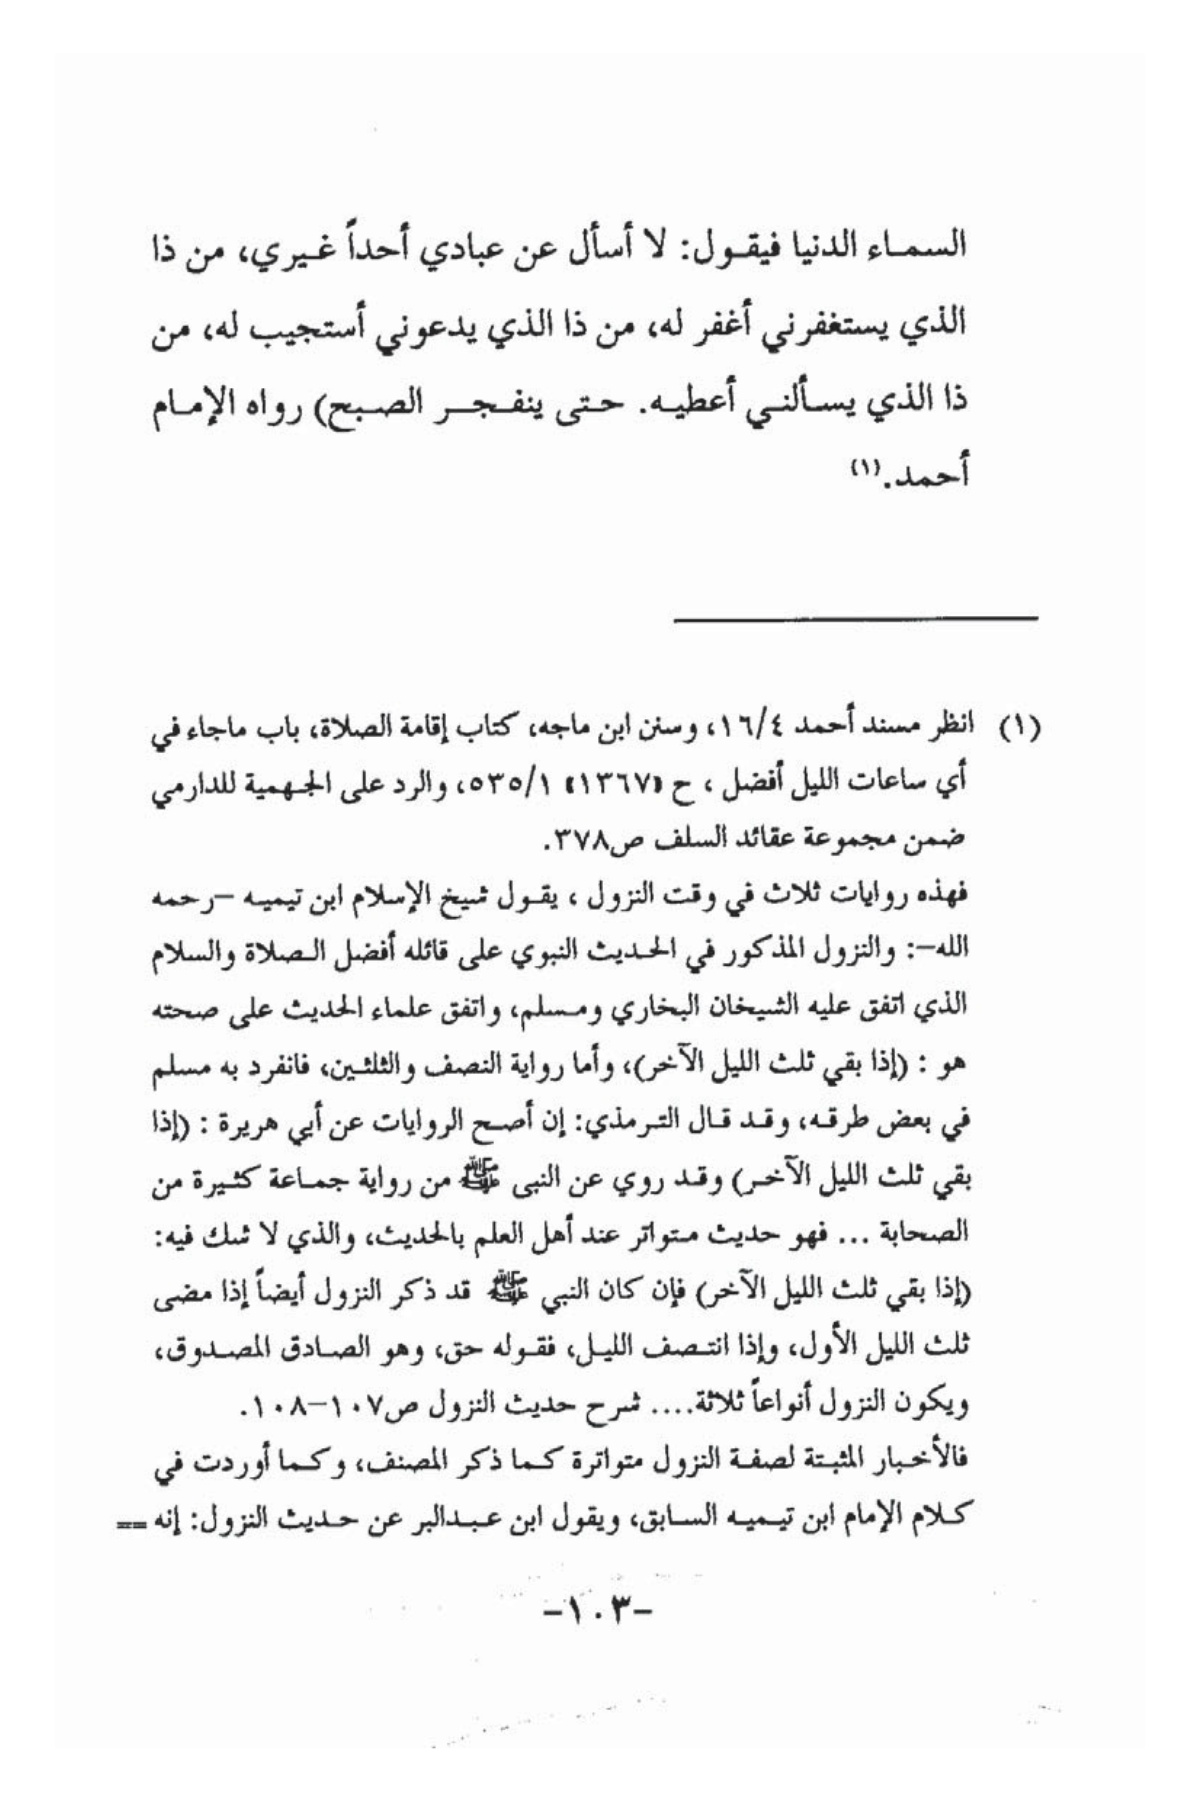 السماء الدنيا فيقول: لا أسأل عن عبادي أحداً غيري، من ذا
الذي يستغفرني أغفر له، من ذا الذي يدعوني أستجيب له، من
ذا الذي يسألني أعطيه. حتى ينفجر الصبح) رواه الإمام
أحمد.(١)
(١) انظر مسند أحمد ١٦/٤، وسنن ابن ماجه، كتاب إقامة الصلاة، باب ماجاء في
أي ساعات الليل أفضل ، ح «١٣٦٧» ٥٣٥/١، والرد على الجهمية للدارمي
ضمن مجموعة عقائد السلف ص٣٧٨.
فهذه روايات ثلاث في وقت النزول ، يقول شيخ الإسلام ابن تيميه –رحمه
الله–: والنزول المذكور في الحديث النبوي على قائله أفضل الصلاة والسلام
الذي اتفق عليه الشيخان البخاري ومسلم، واتفق علماء الحديث على صحته
هو : (إذا بقي ثلث الليل الآخر)، وأما رواية النصف والثلثين، فانفرد به مسلم
في بعض طرقه، وقد قال الترمذي: إن أصح الروايات عن أبي هريرة : (إذا
بقي ثلث الليل الآخر) وقد روي عن النبى ﷺ من رواية جماعة كثيرة من
الصحابة ... فهو حديث متواتر عند أهل العلم بالحديث، والذي لا شك فيه:
(إذا بقي ثلث الليل الآخر) فإن كان النبي ﷺ قد ذكر النزول أيضاً إذا مضى
ثلث الليل الأول، وإذا انتصف الليل، فقوله حق، وهو الصادق المصدوق،
ويكون النزول أنواعاً ثلاثة.... شرح حديث النزول ص١٠٧–١٠٨.
فالأخبار المثبتة لصفة النزول متواترة كما ذكر المصنف، وكما أوردت في
كلام الإمام ابن تيميه السابق، ويقول ابن عبدالبر عن حديث النزول: إنه ==
–١٠٣–